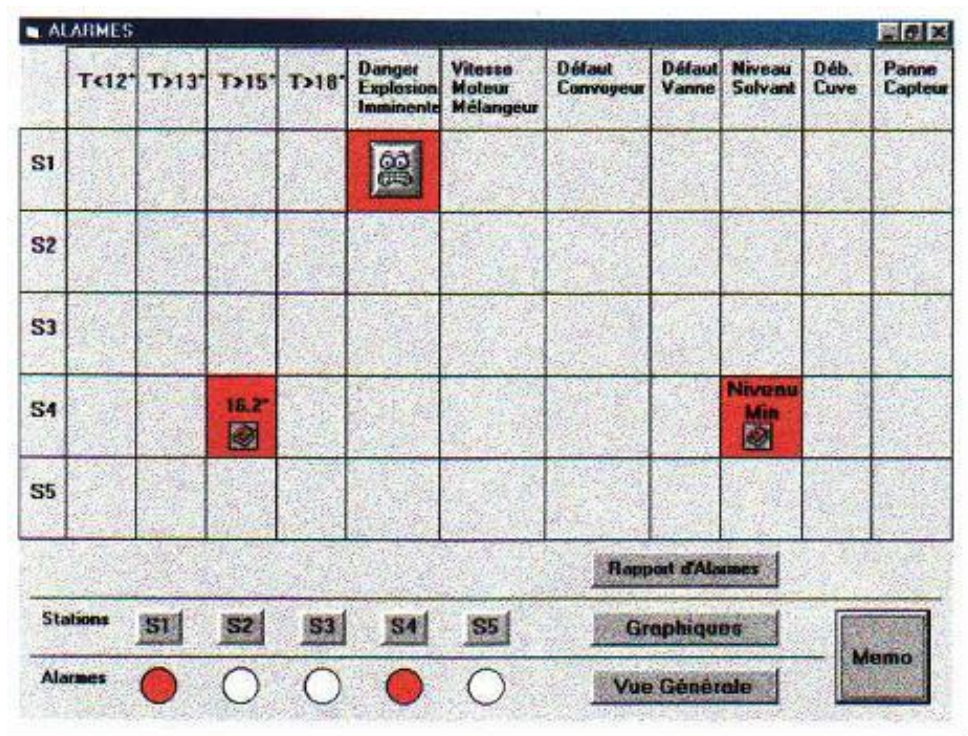 ALARMES
T<12° T>13° T>15° T>18° Danger Explosion Imminente Vitesse Moteur Mélangeur Défaut Convoyeur Défaut Vanne Niveau Solvant Déb. Cuve Panne Capteur
S1
S2
S3
S4 16.2° Niveau Min
S5
Rapport d'Alarmes
Stations S1 S2 S3 S4 S5 Graphiques
Memo
Alarmes Vue Générale